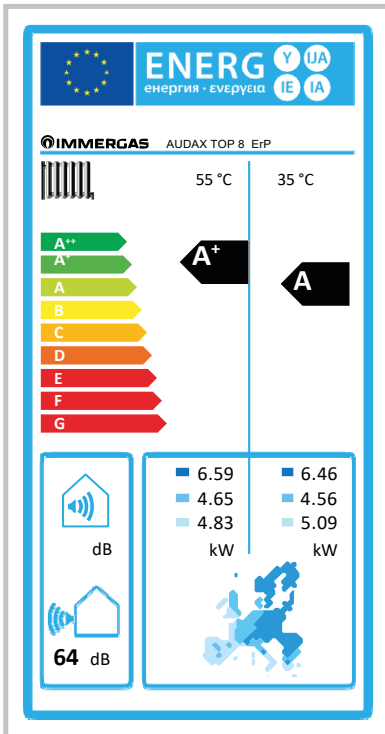 ENERG Y IJA
енергия · ενεργεια IE IA
IMMERGAS AUDAX TOP 8 ErP
55 °C 35 °C
A++
A+
A
B
C
D
E
F
G
A+
A
6.59 6.46
4.65 4.56
4.83 5.09
kW kW
dB
64 dB